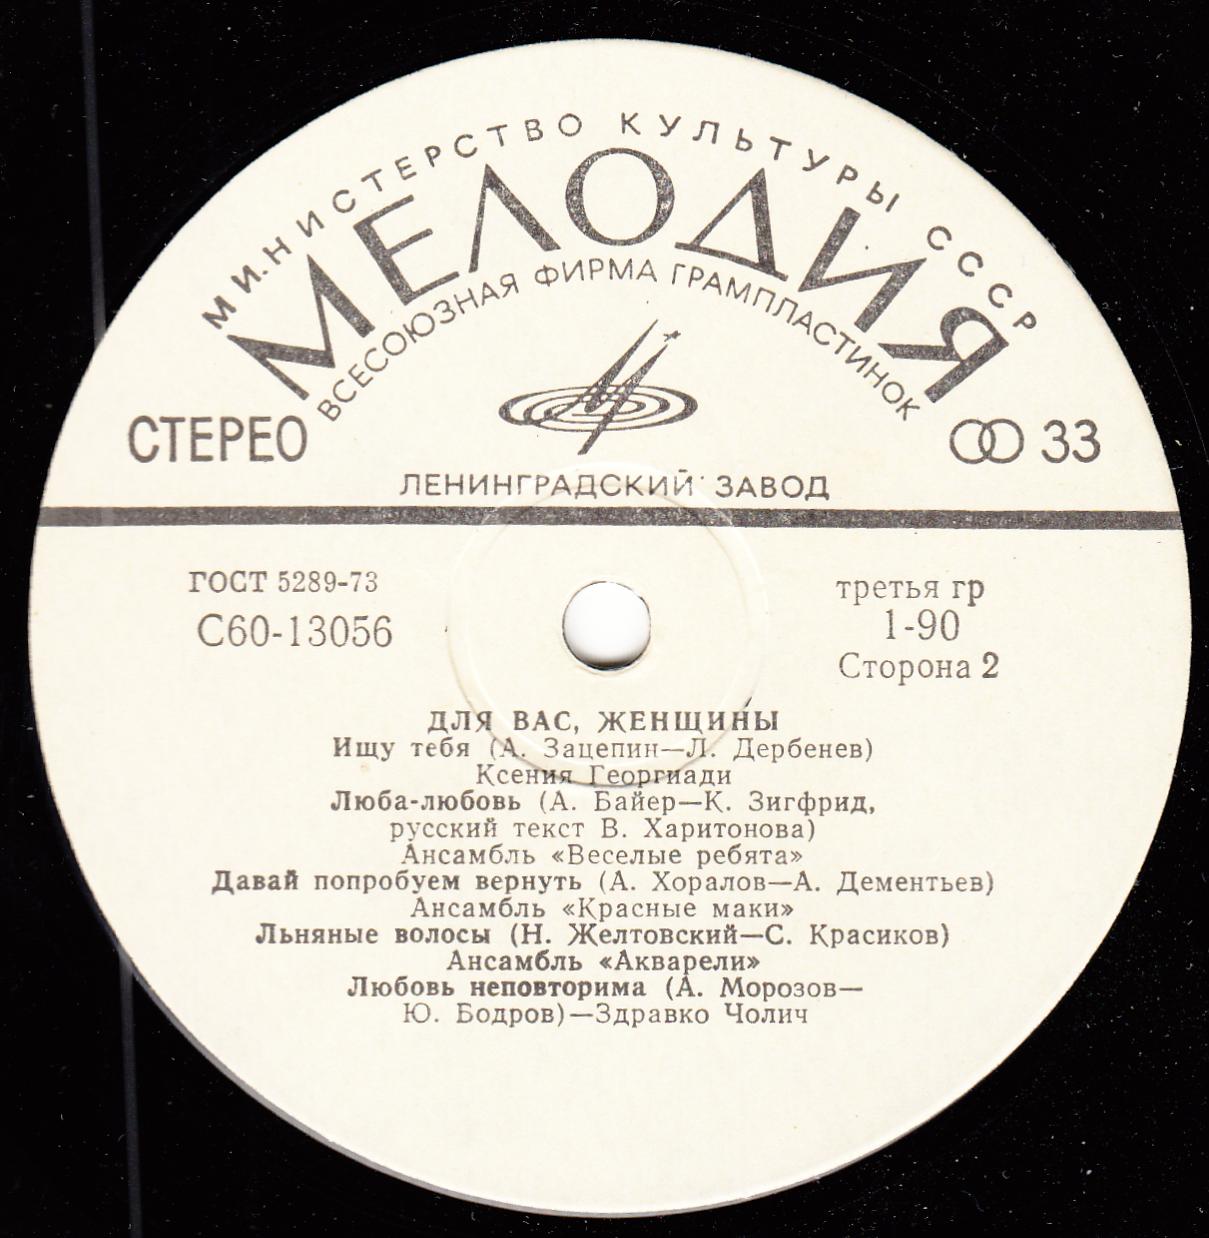 МИНИСТЕРСТВО КУЛЬТУРЫ СССР
МЕЛОДИЯ
ВСЕСОЮЗНАЯ ФИРМА ГРАМПЛАСТИНОК
СТЕРЕО
33
ЛЕНИНГРАДСКИЙ ЗАВОД
ГОСТ 5289-73
С60-13056
третья гр
1-90
Сторона 2
ДЛЯ ВАС, ЖЕНЩИНЫ
Ищу тебя (А. Зацепин—Л. Дербенев)
Ксения Георгиади
Люба-любовь (А. Байер—К. Зигфрид,
русский текст В. Харитонова)
Ансамбль «Веселые ребята»
Давай попробуем вернуть (А. Хоралов—А. Дементьев)
Ансамбль «Красные маки»
Льняные волосы (Н. Желтовский—С. Красиков)
Ансамбль «Акварели»
Любовь неповторима (А. Морозов—
Ю. Бодров)—Здравко Чолич